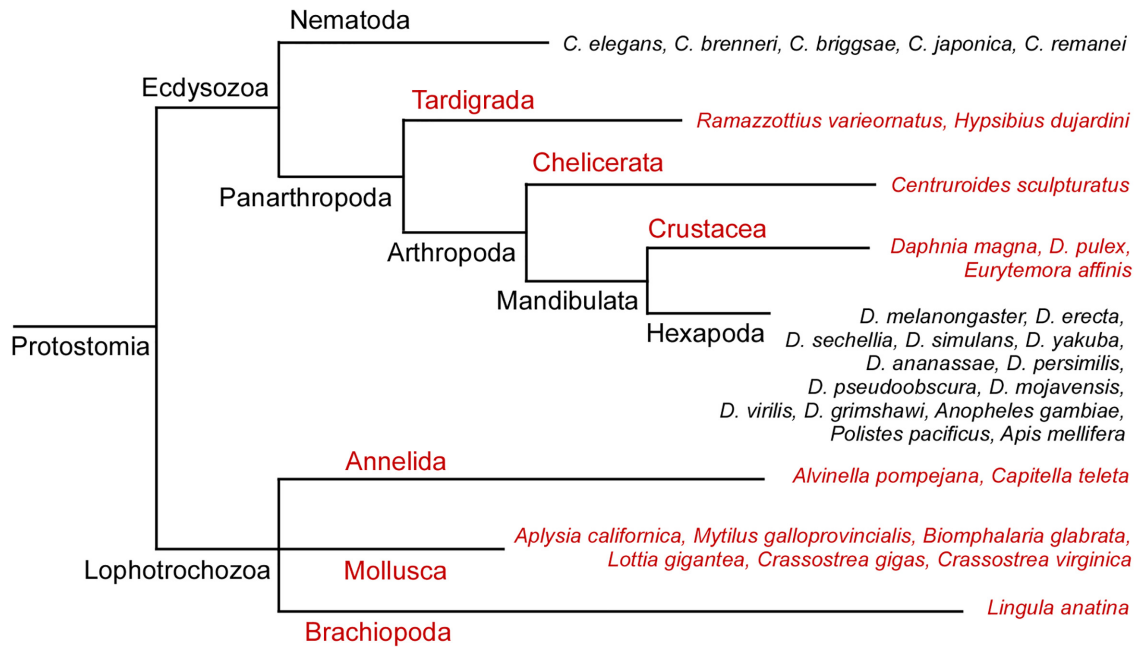 Nematoda
C. elegans, C. brenneri, C. briggsae, C. japonica, C. remanei
Ecdysozoa
Tardigrada
Ramazzottius varieornatus, Hypsibius dujardini
Chelicerata
Panarthropoda
Centruroides sculpturatus
Crustacea
Arthropoda
Daphnia magna, D. pulex,
Eurytemora affinis
Mandibulata
Hexapoda
D. melanongaster, D. erecta,
D. sechellia, D. simulans, D. yakuba,
D. ananassae, D. persimilis,
D. pseudoobscura, D. mojavensis,
D. virilis, D. grimshawi, Anopheles gambiae,
Polistes pacificus, Apis mellifera
Protostomia
Annelida
Alvinella pompejana, Capitella teleta
Aplysia californica, Mytilus galloprovincialis, Biomphalaria glabrata,
Lottia gigantea, Crassostrea gigas, Crassostrea virginica
Lophotrochozoa
Mollusca
Lingula anatina
Brachiopoda